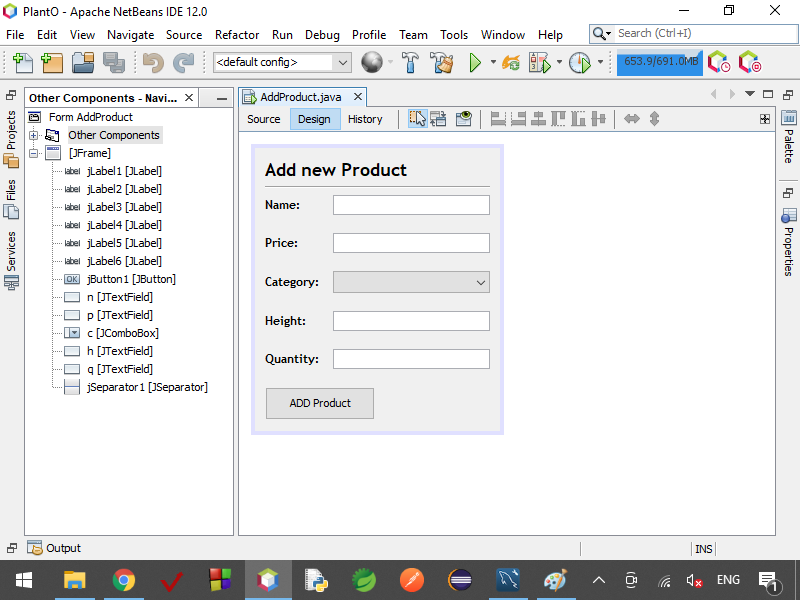 PlantO - Apache NetBeans IDE 12.0
File Edit View Navigate Source Refactor Run Debug Profile Team Tools Window Help
Search (Ctrl+I)
<default config>
653.9/691.0MB
Other Components - Navi...
AddProduct.java
Projects
Files
Services
Form AddProduct
Other Components
[JFrame]
label jLabel1 [JLabel]
label jLabel2 [JLabel]
label jLabel3 [JLabel]
label jLabel4 [JLabel]
label jLabel5 [JLabel]
label jLabel6 [JLabel]
OK jButton1 [JButton]
n [JTextField]
p [JTextField]
c [JComboBox]
h [JTextField]
q [JTextField]
jSeparator1 [JSeparator]
Source Design History
Add new Product
Name:
Price:
Category:
Height:
Quantity:
ADD Product
Palette
Properties
Output
INS
ENG
1